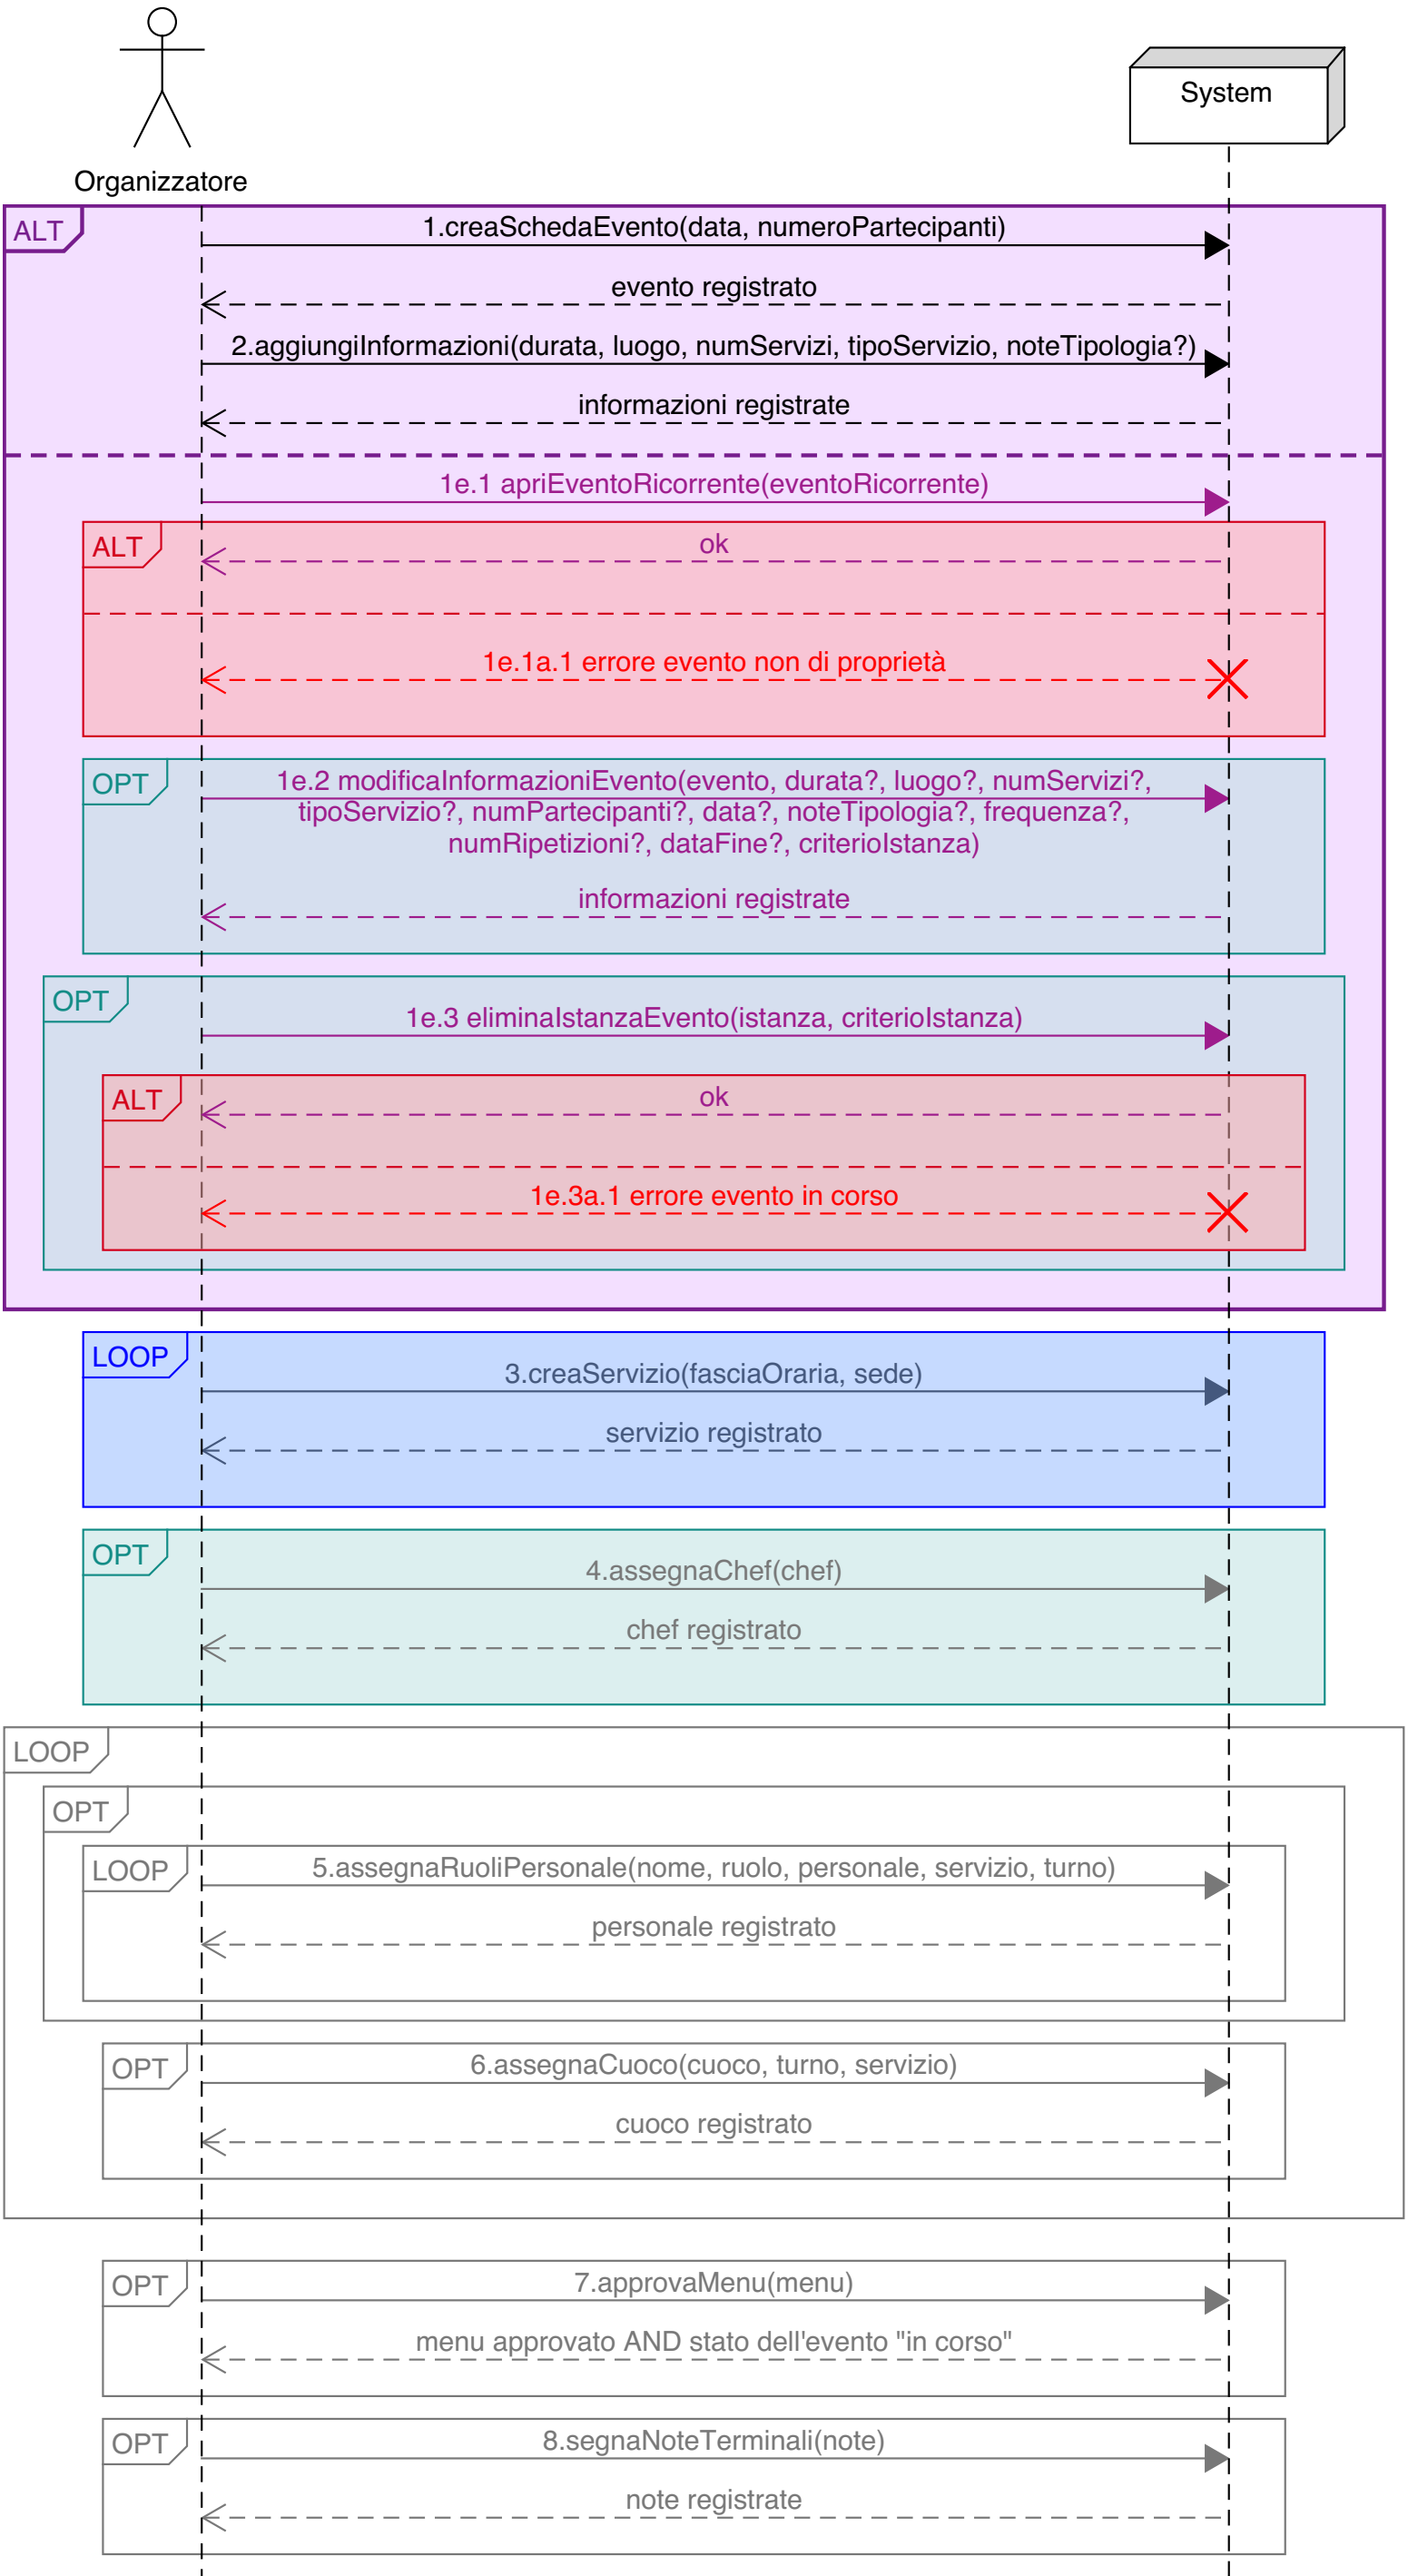 System
Organizzatore
ALT
1.creaSchedaEvento(data, numeroPartecipanti)
evento registrato
2.aggiungiInformazioni(durata, luogo, numServizi, tipoServizio, noteTipologia?)
informazioni registrate
1e.1 apriEventoRicorrente(eventoRicorrente)
ALT
ok
1e.1a.1 errore evento non di proprietà
OPT
1e.2 modificaInformazioniEvento(evento, durata?, luogo?, numServizi?,
tipoServizio?, numPartecipanti?, data?, noteTipologia?, frequenza?,
numRipetizioni?, dataFine?, criterioIstanza)
informazioni registrate
OPT
1e.3 eliminaIstanzaEvento(istanza, criterioIstanza)
ALT
ok
1e.3a.1 errore evento in corso
LOOP
3.creaServizio(fasciaOraria, sede)
servizio registrato
OPT
4.assegnaChef(chef)
chef registrato
LOOP
OPT
LOOP
5.assegnaRuoliPersonale(nome, ruolo, personale, servizio, turno)
personale registrato
OPT
6.assegnaCuoco(cuoco, turno, servizio)
cuoco registrato
OPT
7.approvaMenu(menu)
menu approvato AND stato dell'evento "in corso"
OPT
8.segnaNoteTerminali(note)
note registrate